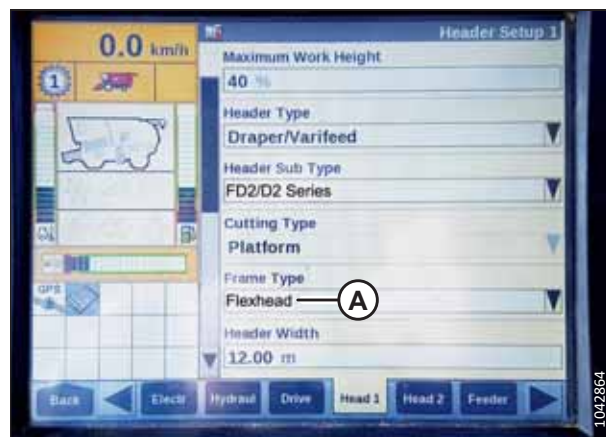 0.0 km/h
Header Setup 1
1
Maximum Work Height
40 %
Header Type
Draper/Varifeed
Header Sub Type
FD2/D2 Series
Cutting Type
Platform
Frame Type
Flexhead
A
Header Width
12.00 m
GPS
Back
Electr
Hydraul
Drive
Head 1
Head 2
Feeder
1042864